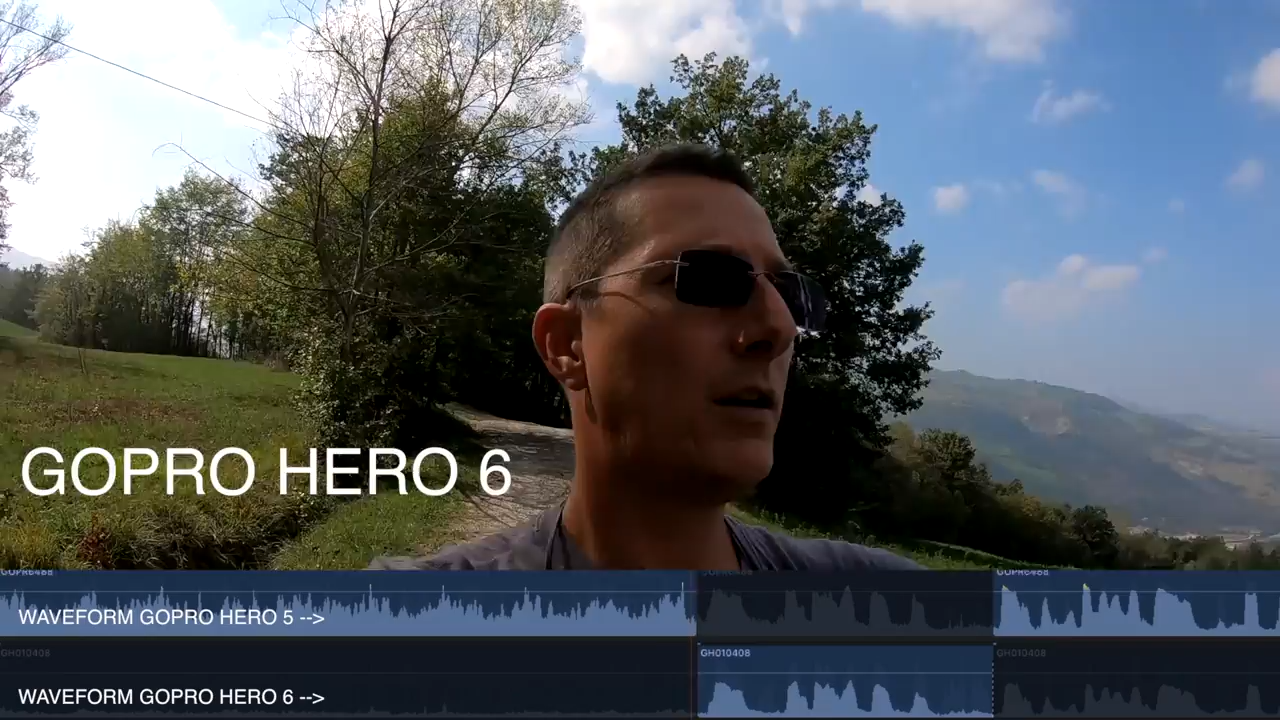 GOPRO HERO 6
GOPR6488 GOPR6488 GOPR6488
WAVEFORM GOPRO HERO 5 -->
GH010408 GH010408 GH010408
WAVEFORM GOPRO HERO 6 -->